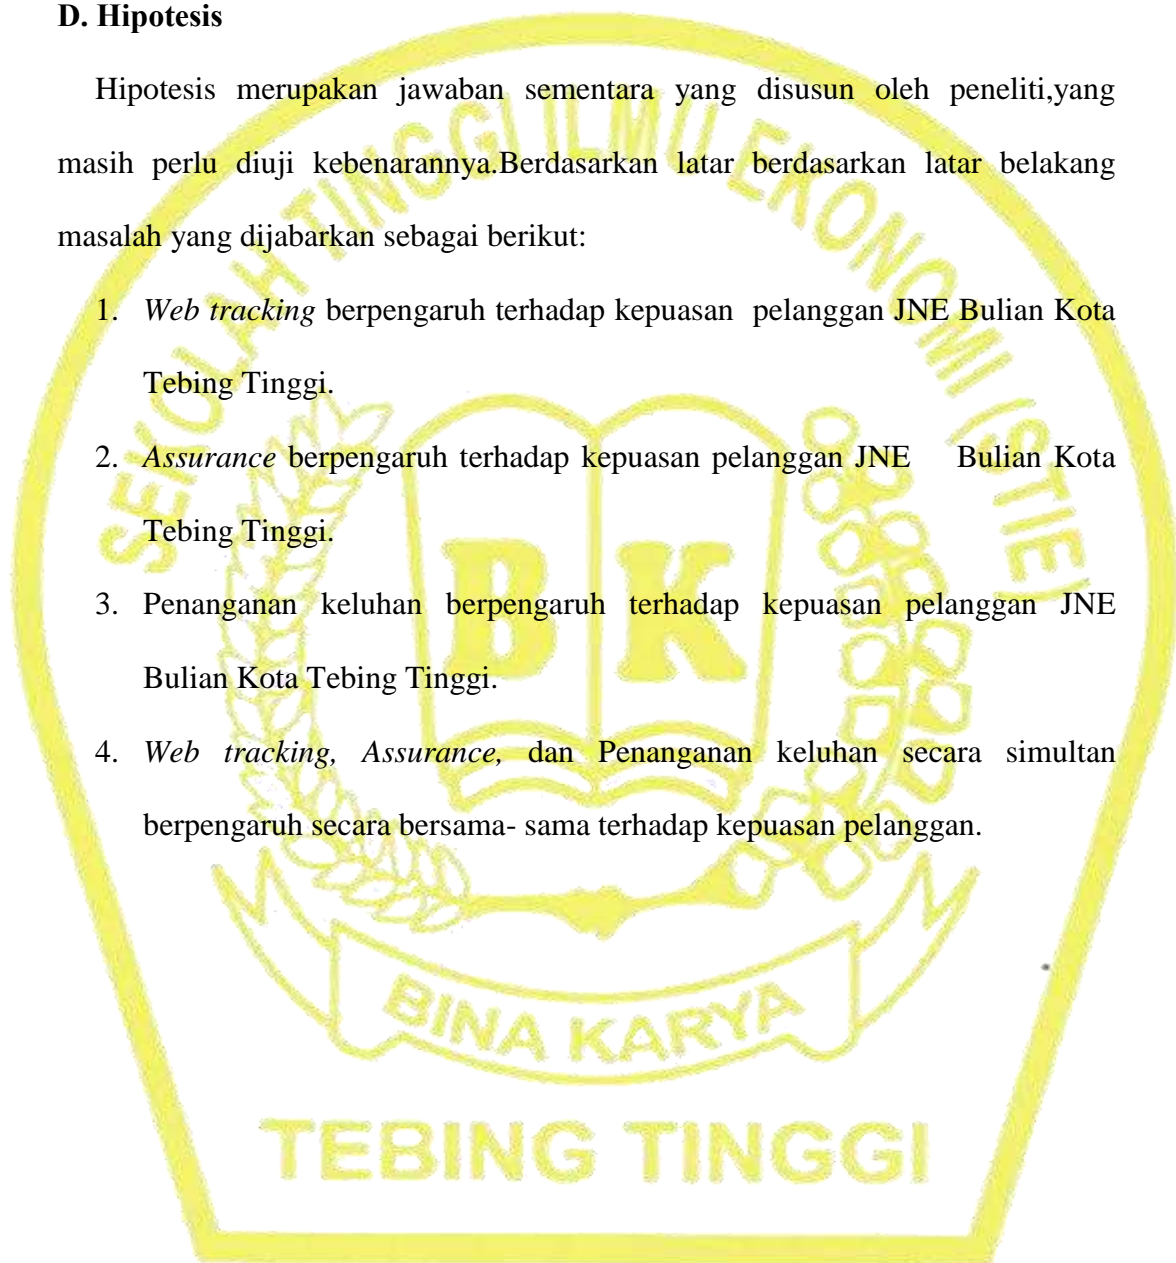 D. Hipotesis
Hipotesis merupakan jawaban sementara yang disusun oleh peneliti,yang
masih perlu diuji kebenarannya.Berdasarkan latar berdasarkan latar belakang
masalah yang dijabarkan sebagai berikut:
1. Web tracking berpengaruh terhadap kepuasan pelanggan JNE Bulian Kota
Tebing Tinggi.
2. Assurance berpengaruh terhadap kepuasan pelanggan JNE Bulian Kota
Tebing Tinggi.
3. Penanganan keluhan berpengaruh terhadap kepuasan pelanggan JNE
Bulian Kota Tebing Tinggi.
4. Web tracking, Assurance, dan Penanganan keluhan secara simultan
berpengaruh secara bersama- sama terhadap kepuasan pelanggan.
SEKOLAH TINGGI ILMU EKONOMI (STIE)
B K
BINA KARYA
TEBING TINGGI